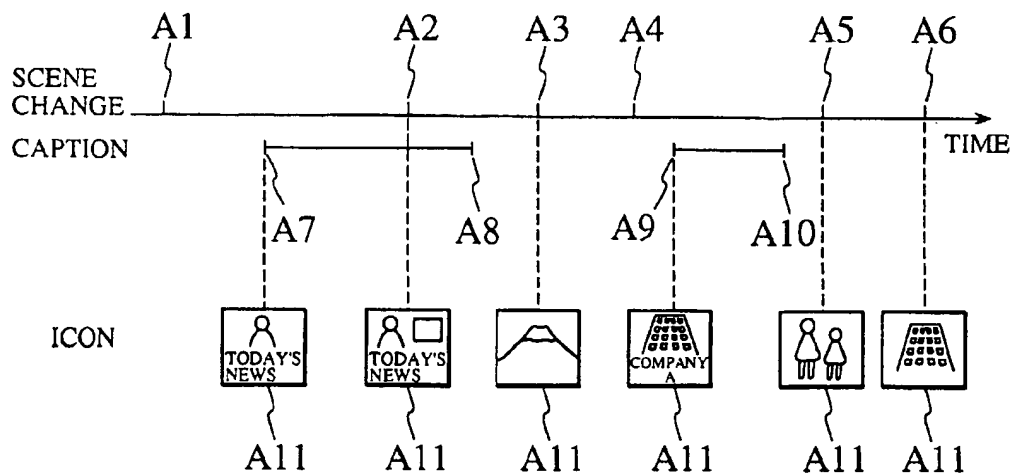 A1 A2 A3 A4 A5 A6
SCENE
CHANGE
TIME
CAPTION
A7 A8 A9 A10
ICON
TODAY'S
NEWS
TODAY'S
NEWS
COMPANY
A
A11 A11 A11 A11 A11 A11